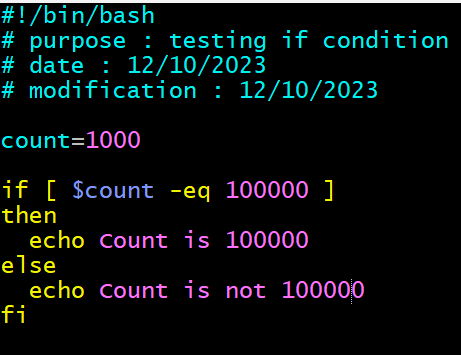 #!/bin/bash
# purpose : testing if condition
# date : 12/10/2023
# modification : 12/10/2023
count=1000
if [ $count -eq 100000 ]
then
echo Count is 100000
else
echo Count is not 100000
fi